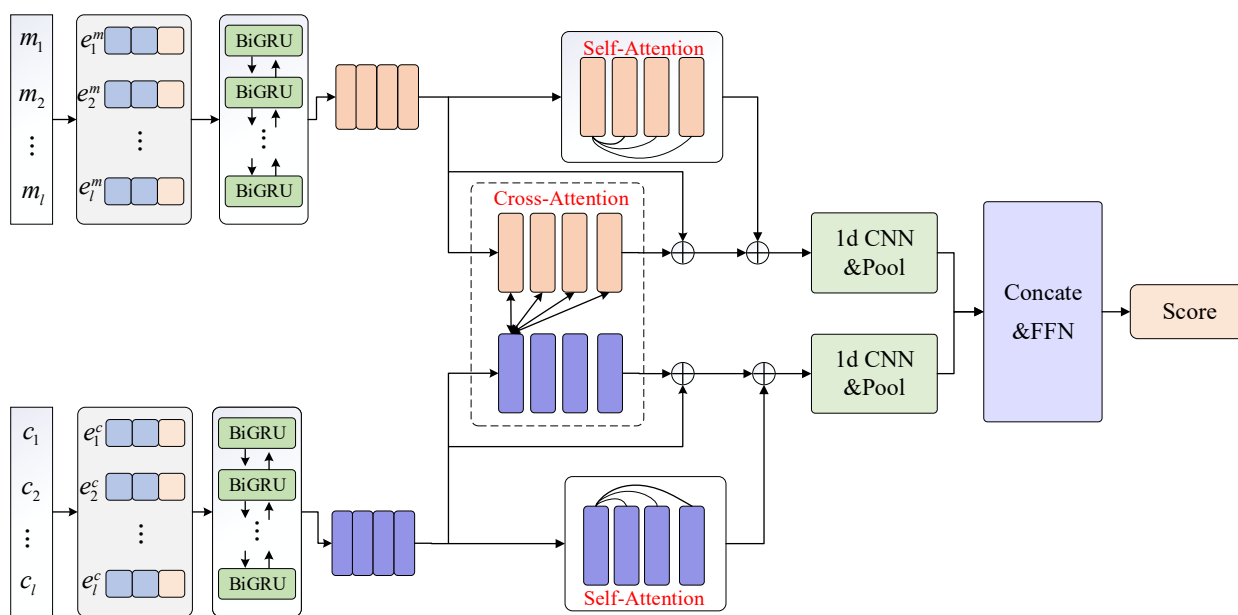 m₁
m₂
⋮
mₗ
e₁ᵐ
e₂ᵐ
⋮
eₗᵐ
BiGRU
BiGRU
⋯
BiGRU
Self-Attention
Cross-Attention
1d CNN
&Pool
1d CNN
&Pool
Concate
&FFN
Score
c₁
c₂
⋮
cₗ
e₁ᶜ
e₂ᶜ
⋮
eₗᶜ
BiGRU
BiGRU
⋯
BiGRU
Self-Attention